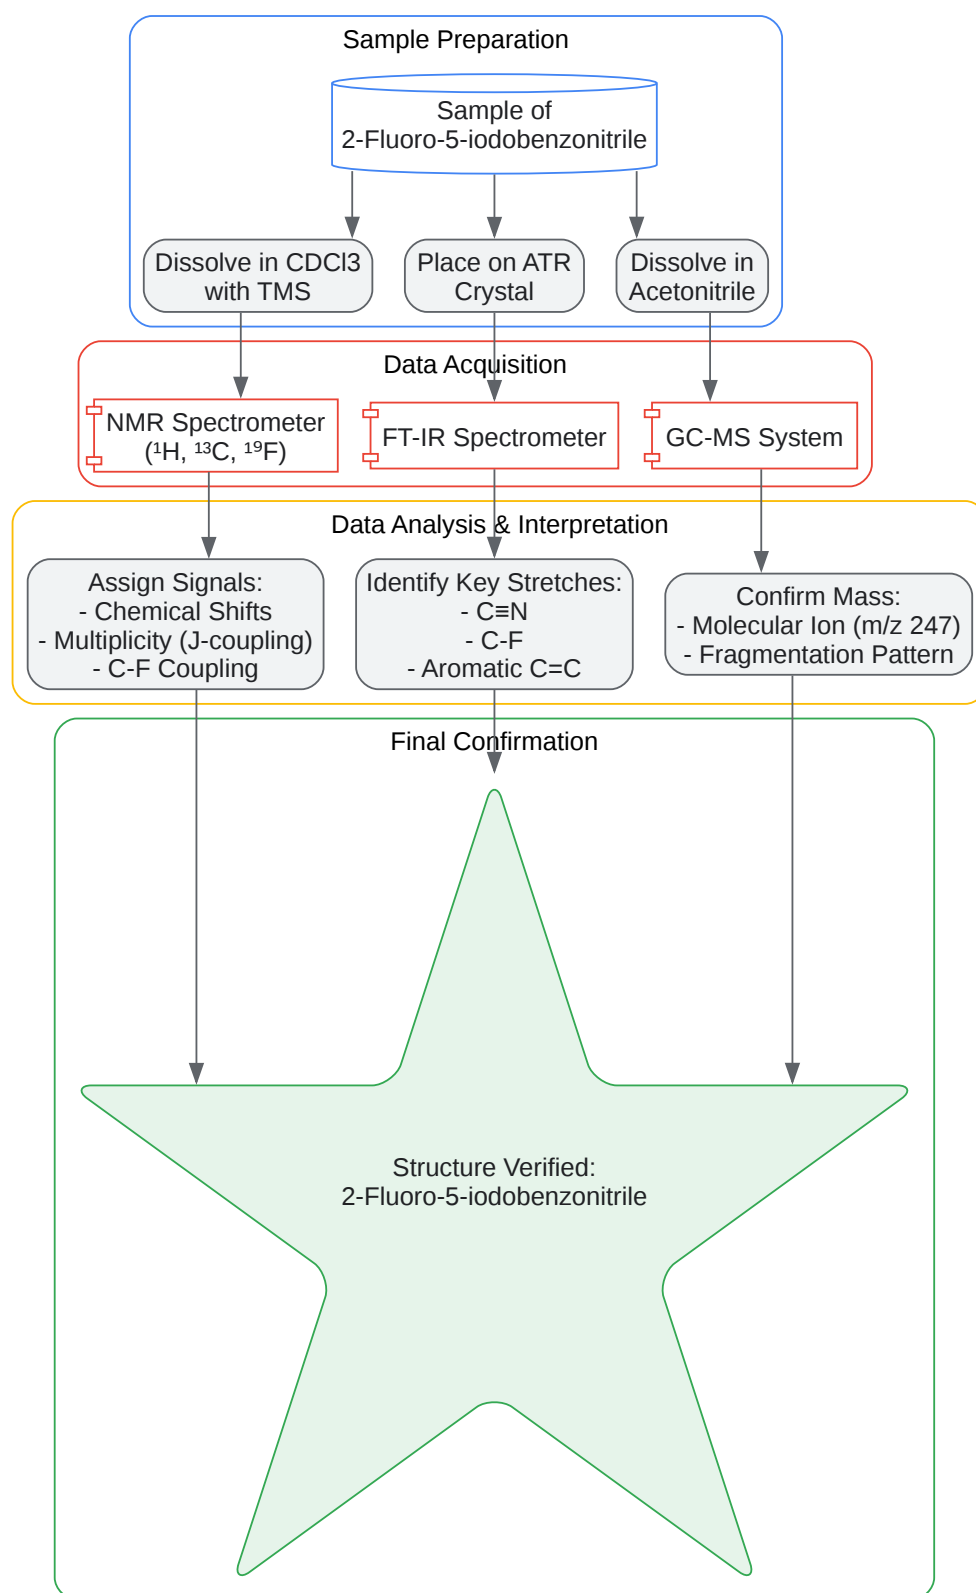 Sample Preparation
Sample of
2-Fluoro-5-iodobenzonitrile
Dissolve in CDCl3
with TMS
Place on ATR
Crystal
Dissolve in
Acetonitrile
Data Acquisition
NMR Spectrometer
(¹H, ¹³C, ¹⁹F)
FT-IR Spectrometer
GC-MS System
Data Analysis & Interpretation
Assign Signals:
- Chemical Shifts
- Multiplicity (J-coupling)
- C-F Coupling
Identify Key Stretches:
- C≡N
- C-F
- Aromatic C=C
Confirm Mass:
- Molecular Ion (m/z 247)
- Fragmentation Pattern
Final Confirmation
Structure Verified:
2-Fluoro-5-iodobenzonitrile